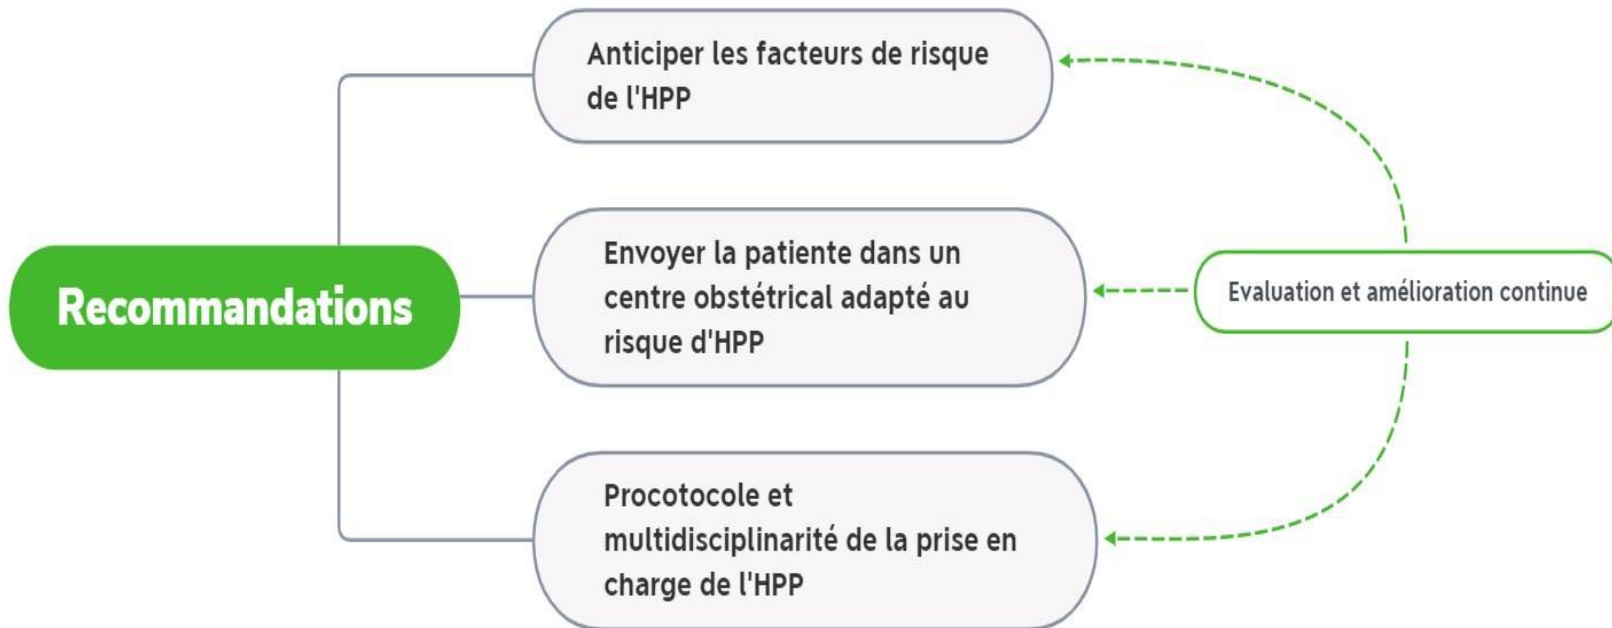 Anticiper les facteurs de risque
de l'HPP
Recommandations
Envoyer la patiente dans un
centre obstétrical adapté au
risque d'HPP
Evaluation et amélioration continue
Procotocole et
multidisciplinarité de la prise en
charge de l'HPP